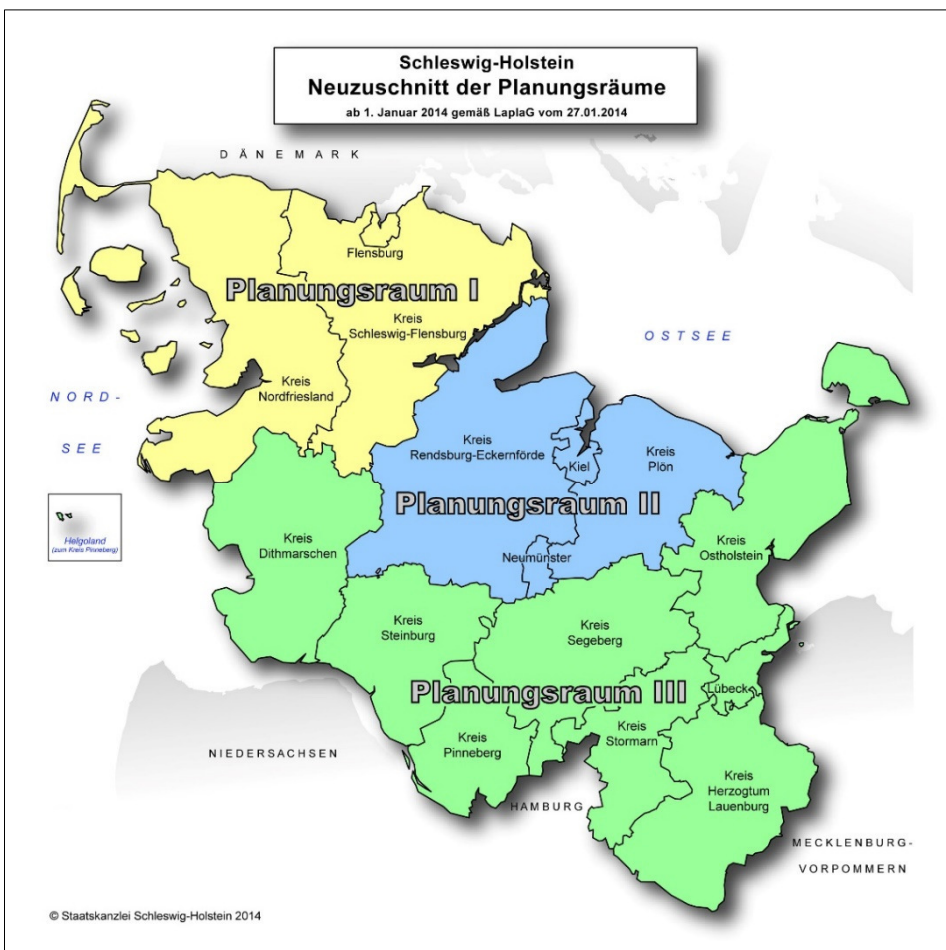 Schleswig-Holstein
Neuzuschnitt der Planungsräume
ab 1. Januar 2014 gemäß LaplaG vom 27.01.2014
DÄNEMARK
Flensburg
Planungsraum I
Kreis
Schleswig-Flensburg
OSTSEE
Kreis
Nordfriesland
NORD-
SEE
Kreis
Rendsburg-Eckernförde
Kiel
Kreis
Plön
Planungsraum II
Helgoland
(zum Kreis Pinneberg)
Kreis
Dithmarschen
Neumünster
Kreis
Ostholstein
Kreis
Steinburg
Kreis
Segeberg
Planungsraum III
Lübeck
Kreis
Pinneberg
Kreis
Stormarn
NIEDERSACHSEN
Kreis
Herzogtum
Lauenburg
HAMBURG
MECKLENBURG-
VORPOMMERN
© Staatskanzlei Schleswig-Holstein 2014